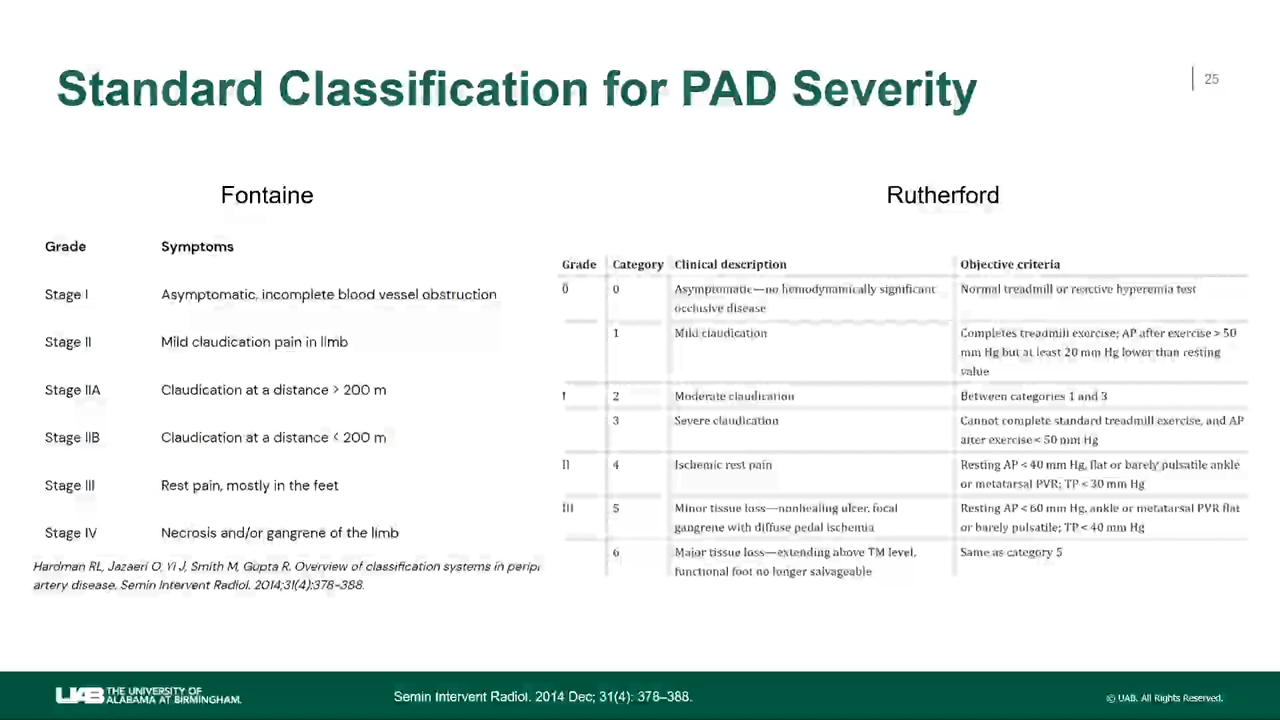 Standard Classification for PAD Severity
25
Fontaine
Grade Symptoms
Stage I Asymptomatic, incomplete blood vessel obstruction
Stage II Mild claudication pain in limb
Stage IIA Claudication at a distance > 200 m
Stage IIB Claudication at a distance < 200 m
Stage III Rest pain, mostly in the feet
Stage IV Necrosis and/or gangrene of the limb
Hardman RL, Jazaeri O, Yi J, Smith M, Gupta R. Overview of classification systems in peripl
artery disease. Semin Intervent Radiol. 2014;31(4):378-388.
Rutherford
Grade Category Clinical description Objective criteria
0 0 Asymptomatic—no hemodynamically significant Normal treadmill or reactive hyperemia test
occlusive disease
1 Mild claudication Completes treadmill exercise; AP after exercise > 50
mm Hg but at least 20 mm Hg lower than resting
value
I 2 Moderate claudication Between categories 1 and 3
3 Severe claudication Cannot complete standard treadmill exercise, and AP
after exercise < 50 mm Hg
II 4 Ischemic rest pain Resting AP < 40 mm Hg, flat or barely pulsatile ankle
or metatarsal PVR; TP < 30 mm Hg
III 5 Minor tissue loss—nonhealing ulcer, focal Resting AP < 60 mm Hg, ankle or metatarsal PVR flat
gangrene with diffuse pedal ischemia or barely pulsatile; TP < 40 mm Hg
6 Major tissue loss—extending above TM level, Same as category 5
functional foot no longer salvageable
UAB THE UNIVERSITY OF
ALABAMA AT BIRMINGHAM.
Semin Intervent Radiol. 2014 Dec; 31(4): 378–388.
© UAB. All Rights Reserved.